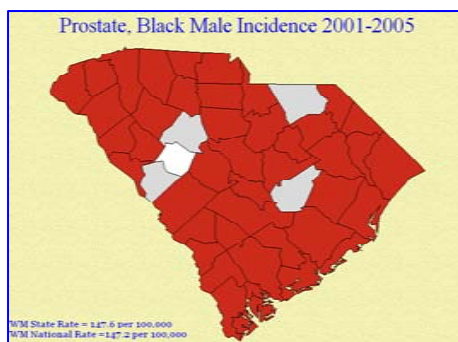 Prostate, Black Male Incidence 2001-2005
WM State Rate = 147.6 per 100,000
WM National Rate =147.2 per 100,000